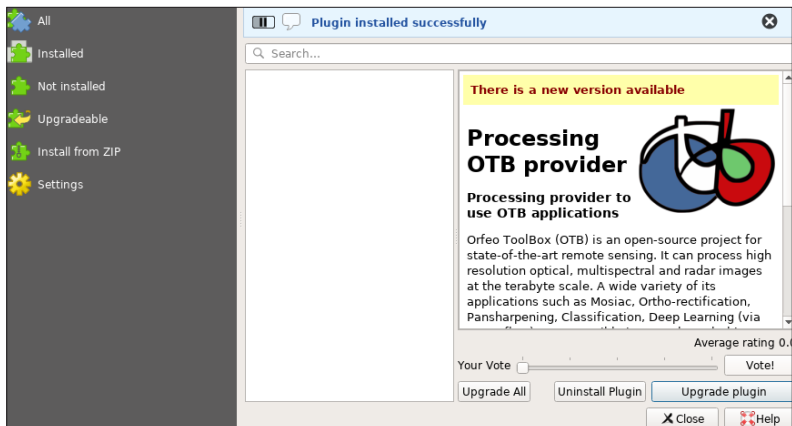 All
Installed
Not installed
Upgradeable
Install from ZIP
Settings
Plugin installed successfully
Search...
There is a new version available
Processing
OTB provider
Processing provider to
use OTB applications
Orfeo ToolBox (OTB) is an open-source project for
state-of-the-art remote sensing. It can process high
resolution optical, multispectral and radar images
at the terabyte scale. A wide variety of its
applications such as Mosiac, Ortho-rectification,
Pansharpening, Classification, Deep Learning (via
Average rating 0.0
Your Vote
Vote!
Upgrade All
Uninstall Plugin
Upgrade plugin
Close
Help